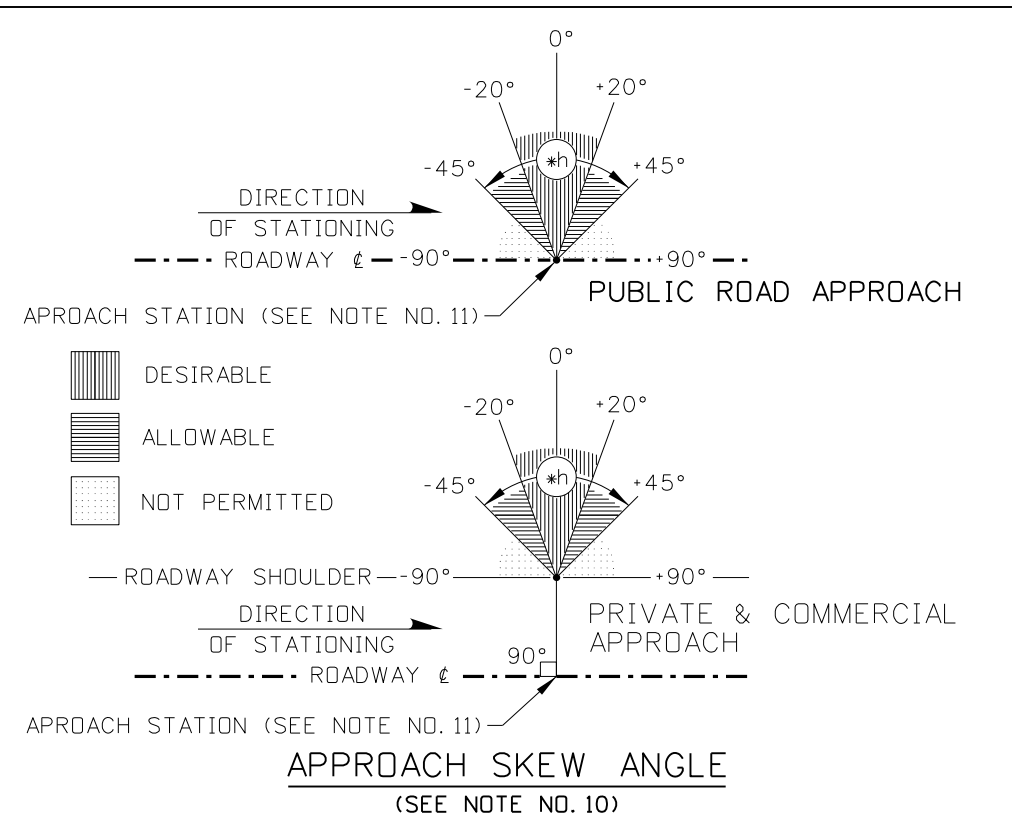 0°
-20° +20°
-45° *h +45°
DIRECTION
OF STATIONING
ROADWAY ℄ -90° +90°
PUBLIC ROAD APPROACH
APROACH STATION (SEE NOTE NO. 11)
DESIRABLE
ALLOWABLE
NOT PERMITTED
0°
-20° +20°
-45° *h +45°
ROADWAY SHOULDER -90° +90°
DIRECTION
OF STATIONING
PRIVATE & COMMERCIAL
APPROACH
90°
ROADWAY ℄
APROACH STATION (SEE NOTE NO. 11)
APPROACH SKEW ANGLE
(SEE NOTE NO. 10)